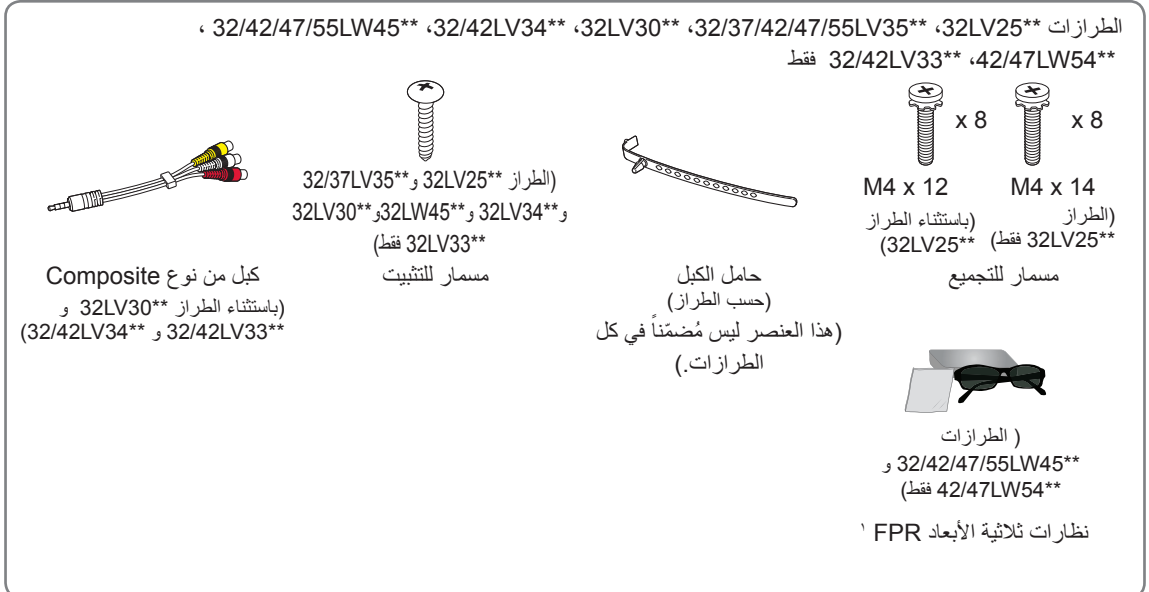 الطرازات **32LV25، **32/37/42/47/55LV35، **32LV30، **32/42LV34، **32/42/47/55LW45 ،
**42/47LW54، **32/42LV33 فقط
x 8
x 8
M4 x 14
M4 x 12
(الطراز
**32LV25 فقط)
(باستثناء الطراز
**32LV25)
مسمار للتجميع
حامل الكبل
(حسب الطراز)
(هذا العنصر ليس مُضمّناً في كل
الطرازات.)
(الطراز **32LV25 و**32/37LV35
و**32LV34 و**32LW45 و**32LV30
**32LV33 فقط)
مسمار للتثبيت
كبل من نوع Composite
(باستثناء الطراز **32LV30 و
**32/42LV33 و **32/42LV34)
( الطرازات
**32/42/47/55LW45 و
**42/47LW54 فقط)
نظارات ثلاثية الأبعاد FPR ١